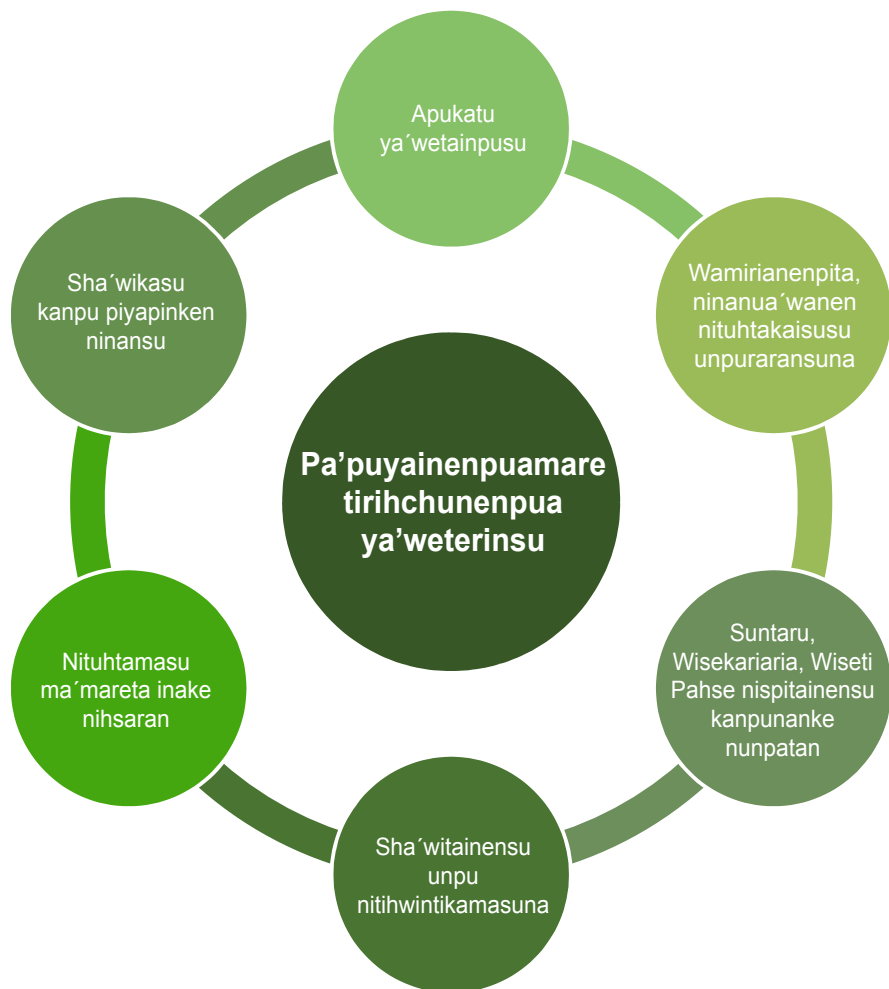 Apukatu
ya´wetainpusu
Wamirianenpita,
ninanua´wanen
nituhtakaisusu
unpuraransuna
Suntaru,
Wisekariaria, Wiseti
Pahse nispitainensu
kanpunanke
nunpatan
Sha´witainensu
unpu
nitihwintikamasuna
Nituhtamasu
ma´mareta inake
nihsaran
Sha´wikasu
kanpu piyapinken
ninansu
Pa’puyainenpuamare
tirihchunenpua
ya’weterinsu